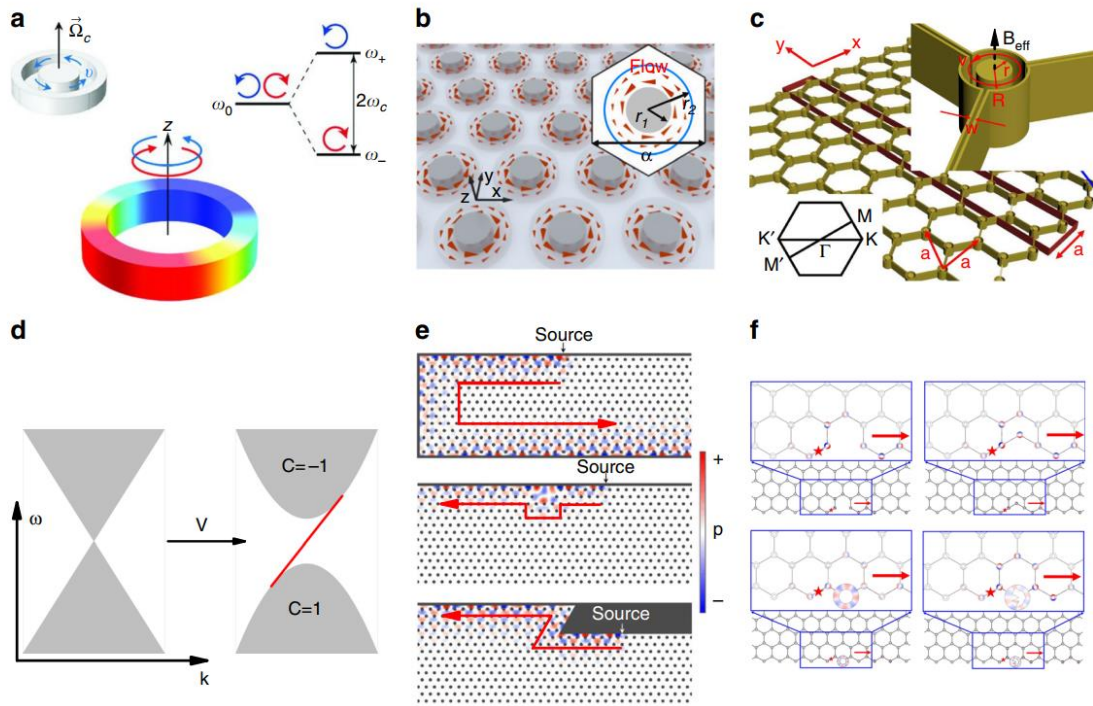 a
Ω⃗c
υ
ω0
ω+
2ωc
ω−
z
b
Flow
r1
r2
α
y
z
x
c
Beff
y
x
v
r
R
w
M
K′
K
Γ
M′
a
a
a
d
ω
V
C=−1
C=1
k
e
Source
Source
Source
+
p
−
f